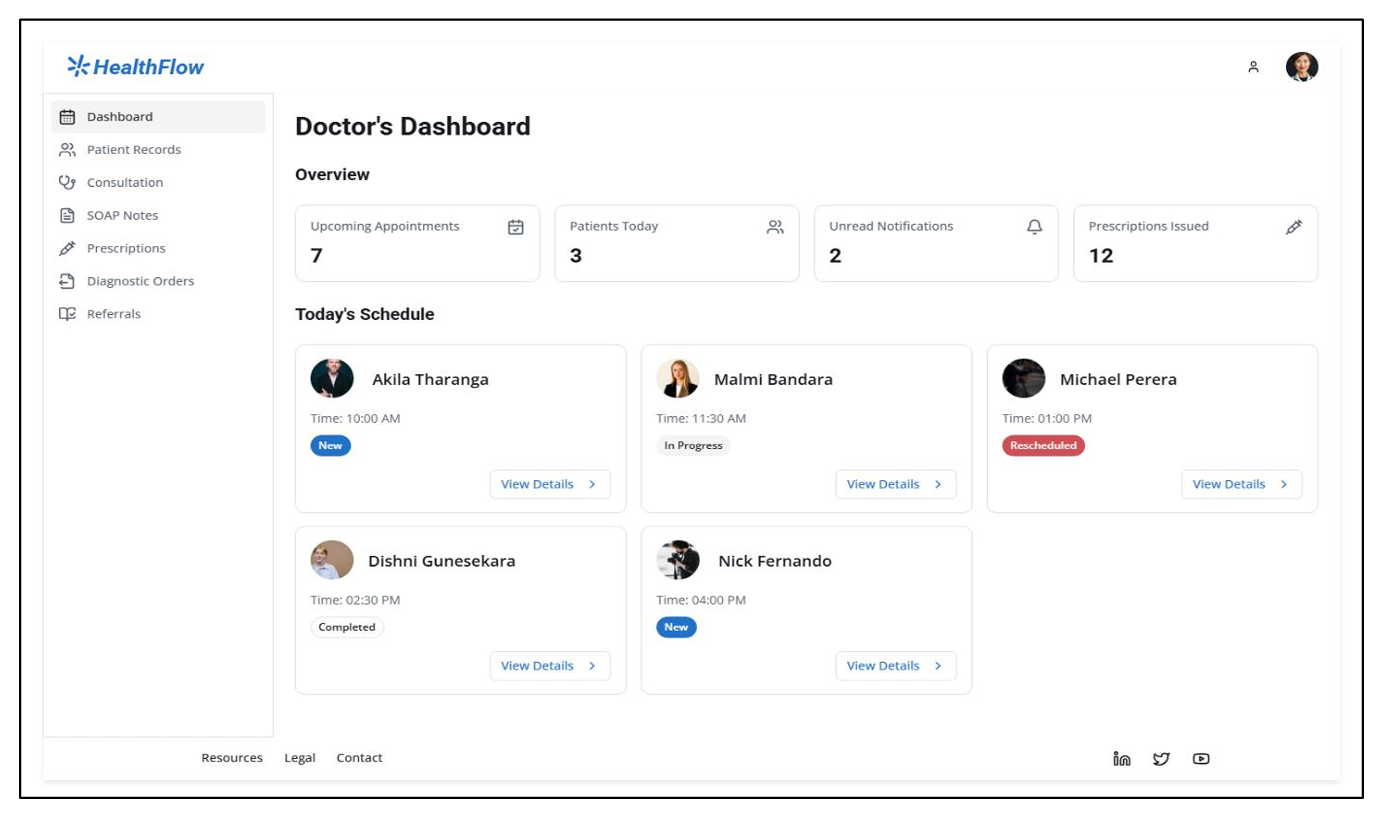 HealthFlow
Dashboard
Patient Records
Consultation
SOAP Notes
Prescriptions
Diagnostic Orders
Referrals
Doctor's Dashboard
Overview
Upcoming Appointments
7
Patients Today
3
Unread Notifications
2
Prescriptions Issued
12
Today's Schedule
Akila Tharanga
Time: 10:00 AM
New
View Details
Malmi Bandara
Time: 11:30 AM
In Progress
View Details
Michael Perera
Time: 01:00 PM
Rescheduled
View Details
Dishni Gunesekara
Time: 02:30 PM
Completed
View Details
Nick Fernando
Time: 04:00 PM
New
View Details
Resources Legal Contact